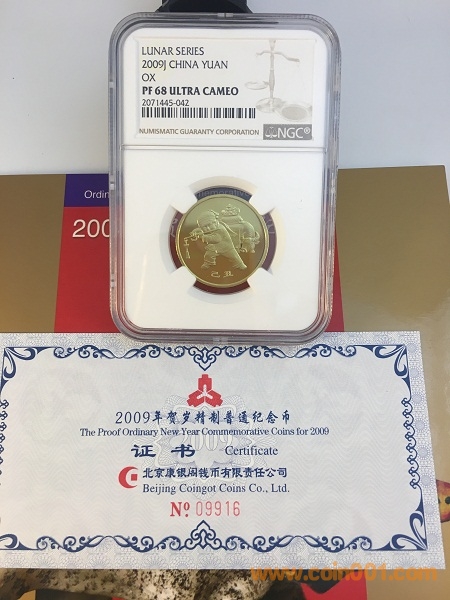 LUNAR SERIES
2009J CHINA YUAN
OX
PF 68 ULTRA CAMEO
2071445-042
NUMISMATIC GUARANTY CORPORATION
NGC®
Ordin
200
己丑
2009年贺岁精制普通纪念币
The Proof Ordinary New Year Commemorative Coins for 2009
证书 Certificate
北京康银阁钱币有限责任公司
Beijing Coingot Coins Co., Ltd.
№ 09916
www.coin001.com